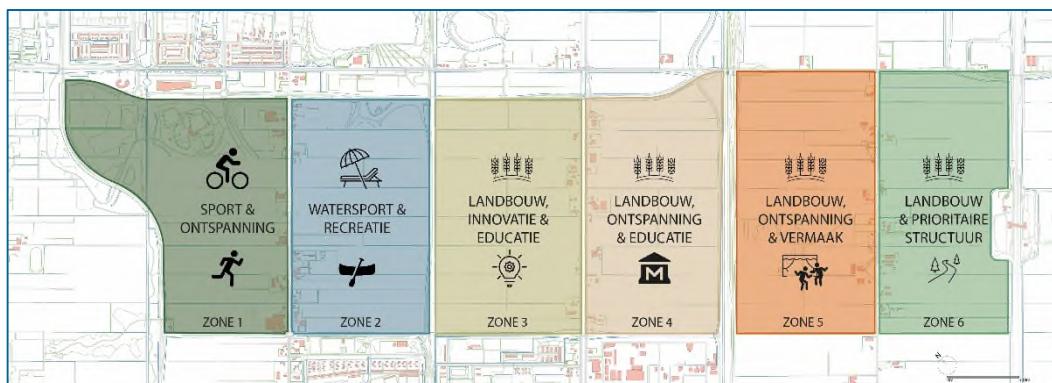 SPORT &
ONTSPANNING
ZONE 1
WATERSPORT &
RECREATIE
ZONE 2
LANDBOUW,
INNOVATIE &
EDUCATIE
ZONE 3
LANDBOUW,
ONTSPANNING
& EDUCATIE
M
ZONE 4
LANDBOUW,
ONTSPANNING
& VERMAAK
ZONE 5
LANDBOUW
& PRIORITAIRE
STRUCTUUR
ZONE 6